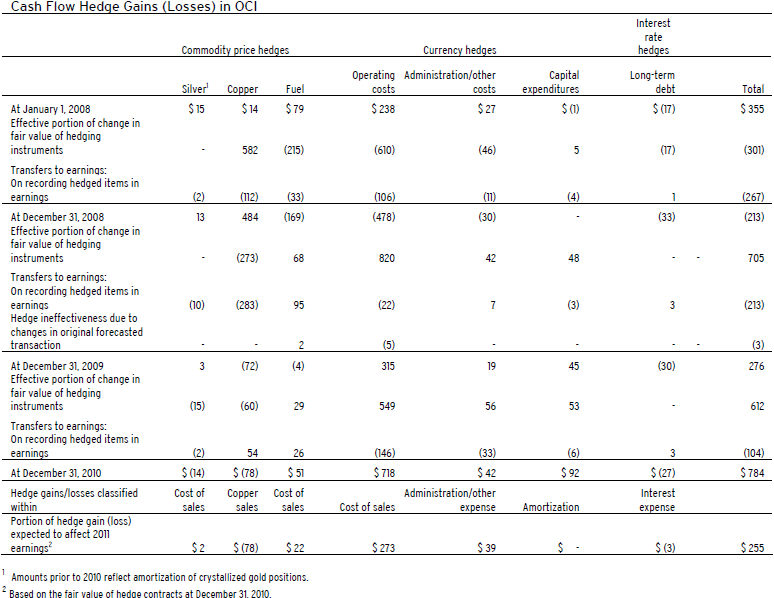 Cash Flow Hedge Gains (Losses) in OCI
Interest
rate
Commodity price hedges Currency hedges hedges
Operating Administration/other Capital Long-term
Silver¹ Copper Fuel costs costs expenditures debt Total
At January 1, 2008 $ 15 $ 14 $ 79 $ 238 $ 27 $ (1) $ (17) $ 355
Effective portion of change in
fair value of hedging
instruments - 582 (215) (610) (46) 5 (17) (301)
Transfers to earnings:
On recording hedged items in
earnings (2) (112) (33) (106) (11) (4) 1 (267)
At December 31, 2008 13 484 (169) (478) (30) - (33) (213)
Effective portion of change in
fair value of hedging
instruments - (273) 68 820 42 48 - - 705
Transfers to earnings:
On recording hedged items in
earnings (10) (283) 95 (22) 7 (3) 3 (213)
Hedge ineffectiveness due to
changes in original forecasted
transaction - - 2 (5) - - - - (3)
At December 31, 2009 3 (72) (4) 315 19 45 (30) 276
Effective portion of change in
fair value of hedging
instruments (15) (60) 29 549 56 53 - 612
Transfers to earnings:
On recording hedged items in
earnings (2) 54 26 (146) (33) (6) 3 (104)
At December 31, 2010 $ (14) $ (78) $ 51 $ 718 $ 42 $ 92 $ (27) $ 784
Hedge gains/losses classified Cost of Copper Cost of Administration/other Interest
within sales sales sales Cost of sales expense Amortization expense
Portion of hedge gain (loss)
expected to affect 2011
earnings² $ 2 $ (78) $ 22 $ 273 $ 39 $ - $ (3) $ 255
¹ Amounts prior to 2010 reflect amortization of crystallized gold positions.
² Based on the fair value of hedge contracts at December 31, 2010.